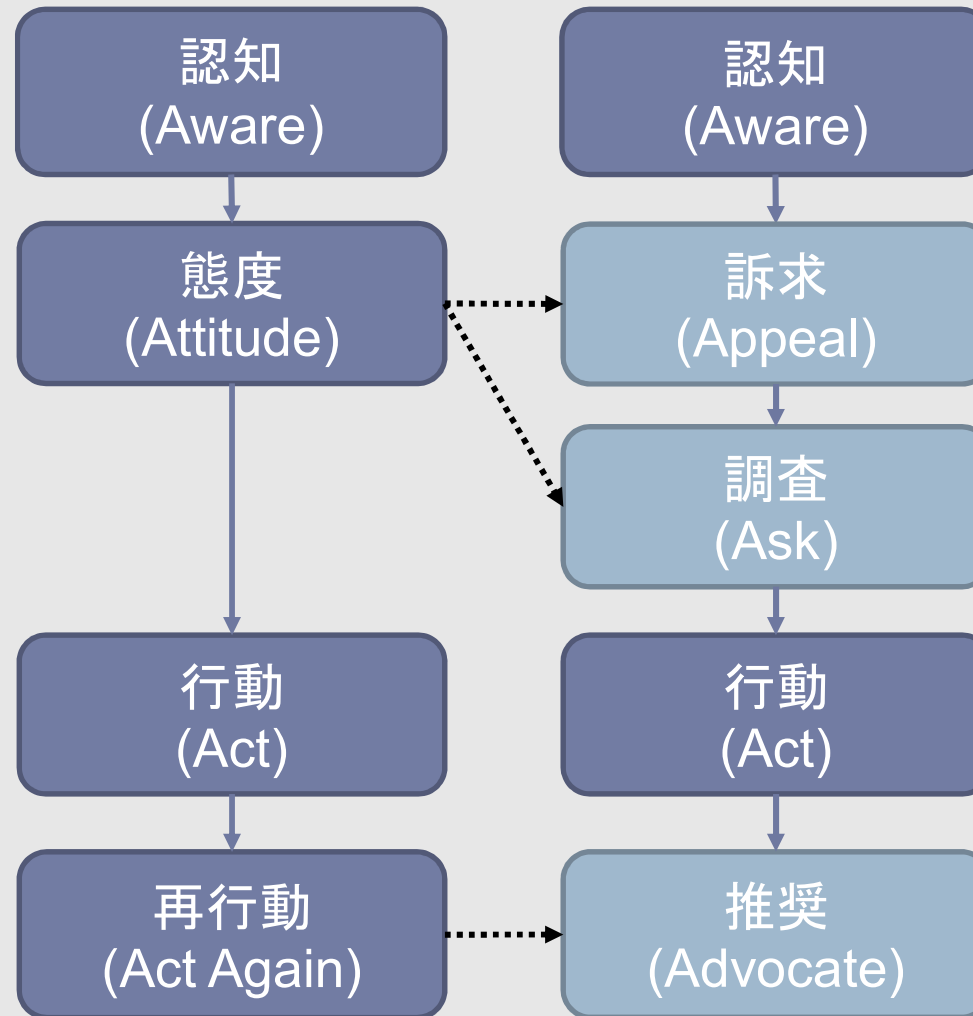 認知
(Aware)
態度
(Attitude)
行動
(Act)
再行動
(Act Again)
認知
(Aware)
訴求
(Appeal)
調査
(Ask)
行動
(Act)
推奨
(Advocate)